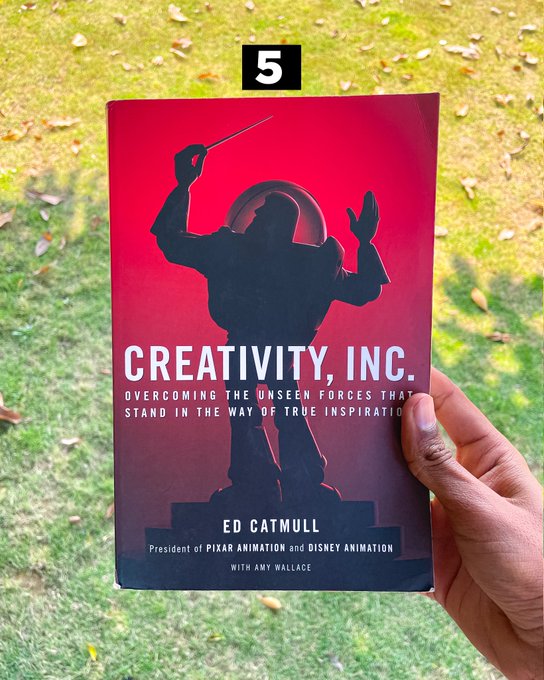 5
CREATIVITY, INC.
OVERCOMING THE UNSEEN FORCES THAT
STAND IN THE WAY OF TRUE INSPIRATIO
ED CATMULL
President of PIXAR ANIMATION and DISNEY ANIMATION
WITH AMY WALLACE